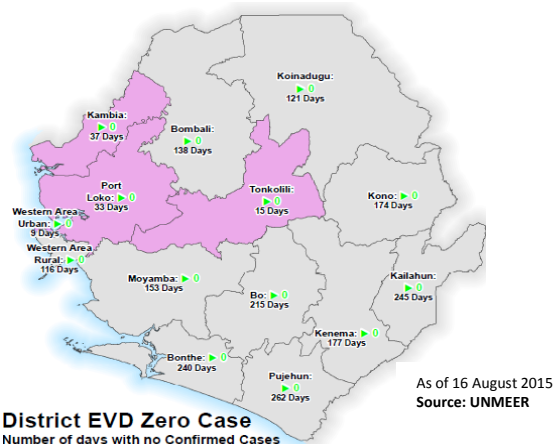 Koinadugu:
► 0
121 Days
Kambia:
► 0
37 Days
Bombali:
► 0
138 Days
Port
Loko: ► 0
33 Days
Tonkolili:
► 0
15 Days
Kono: ► 0
174 Days
Western Area
Urban: ► 0
9 Days
Western Area
Rural: ► 0
116 Days
Moyamba: ► 0
153 Days
Bo: ► 0
215 Days
Kailahun:
► 0
245 Days
Kenema: ► 0
177 Days
Bonthe: ► 0
240 Days
Pujehun:
► 0
262 Days
As of 16 August 2015
Source: UNMEER
District EVD Zero Case
Number of days with no Confirmed Cases